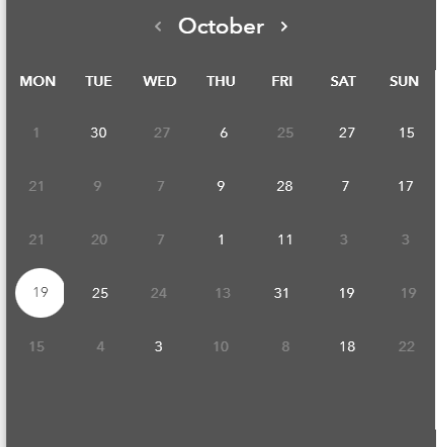 ‹ October ›
MON TUE WED THU FRI SAT SUN
1 30 27 6 25 27 15
21 9 7 9 28 7 17
21 20 7 1 11 3 3
19 25 24 13 31 19 19
15 4 3 10 8 18 22